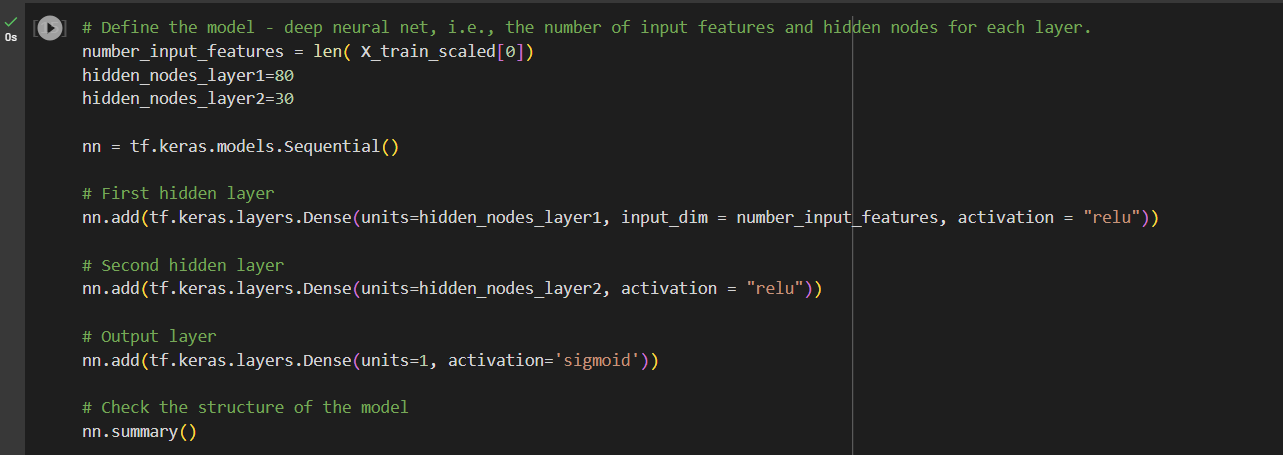 # Define the model - deep neural net, i.e., the number of input features and hidden nodes for each layer.
number_input_features = len( X_train_scaled[0])
hidden_nodes_layer1=80
hidden_nodes_layer2=30
nn = tf.keras.models.Sequential()
# First hidden layer
nn.add(tf.keras.layers.Dense(units=hidden_nodes_layer1, input_dim = number_input_features, activation = "relu"))
# Second hidden layer
nn.add(tf.keras.layers.Dense(units=hidden_nodes_layer2, activation = "relu"))
# Output layer
nn.add(tf.keras.layers.Dense(units=1, activation='sigmoid'))
# Check the structure of the model
nn.summary()
0s